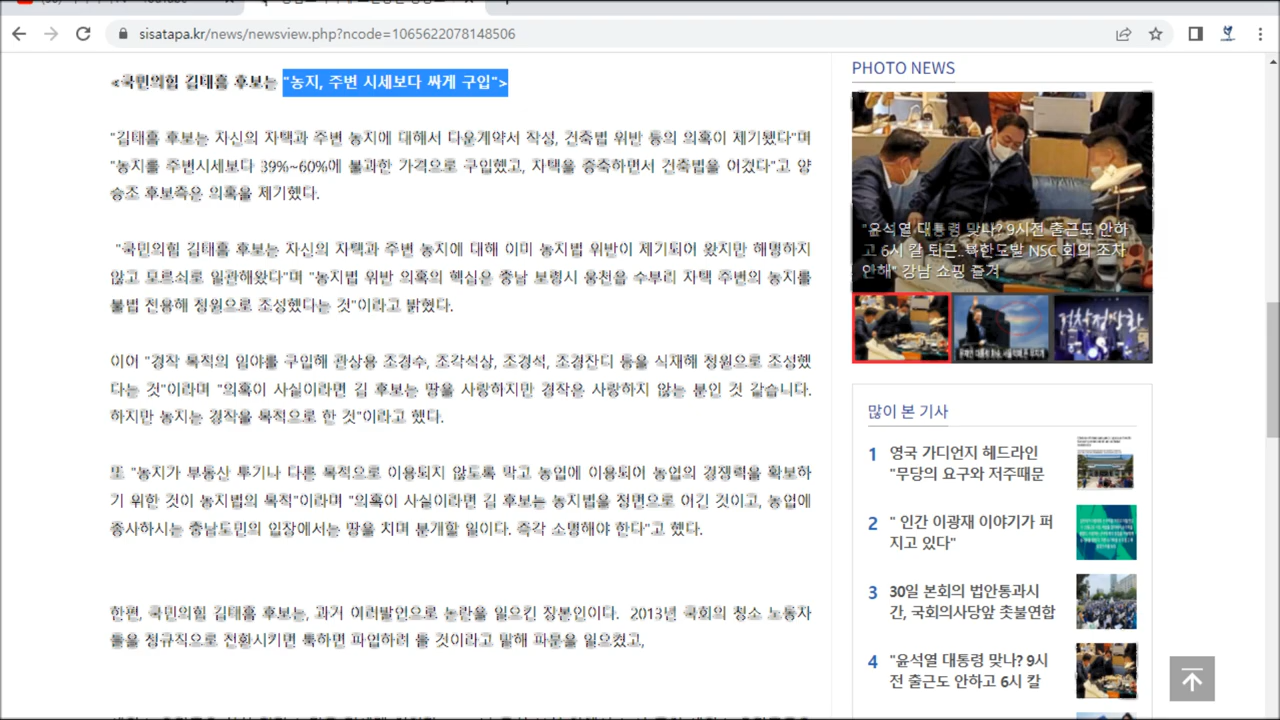 sisatapa.kr/news/newsview.php?ncode=1065622078148506
<국민의힘 김태흠 후보는 "농지, 주변 시세보다 싸게 구입">
"김태흠 후보는 자신의 자택과 주변 농지에 대해서 다운계약서 작성, 건축법 위반 등의 의혹이 제기됐다"며
"농지를 주변시세보다 39%~60%에 불과한 가격으로 구입했고, 자택을 증축하면서 건축법을 어겼다"고 양
승조 후보측은 의혹을 제기했다.
"국민의힘 김태흠 후보는 자신의 자택과 주변 농지에 대해 이미 농지법 위반이 제기되어 왔지만 해명하지
않고 모르쇠로 일관해왔다"며 "농지법 위반 의혹의 핵심은 충남 보령시 웅천읍 수부리 자택 주변의 농지를
불법 전용해 정원으로 조성했다는 것"이라고 밝혔다.
이어 "경작 목적의 임야를 구입해 관상용 조경수, 조각석상, 조경석, 조경잔디 등을 식재해 정원으로 조성했
다는 것"이라며 "의혹이 사실이라면 김 후보는 땅을 사랑하지만 경작은 사랑하지 않는 분인 것 같습니다.
하지만 농지는 경작을 목적으로 한 것"이라고 했다.
또 "농지가 부동산 투기나 다른 목적으로 이용되지 않도록 막고 농업에 이용되어 농업의 경쟁력을 확보하
기 위한 것이 농지법의 목적"이라며 "의혹이 사실이라면 김 후보는 농지법을 정면으로 어긴 것이고, 농업에
종사하시는 충남도민의 입장에서는 땅을 치며 분개할 일이다. 즉각 소명해야 한다"고 했다.
한편, 국민의힘 김태흠 후보는, 과거 이러발언으로 논란을 일으킨 장본인이다. 2013년 국회의 청소 노동자
들을 정규직으로 전환시키면 툭하면 파업하려 들 것이라고 말해 파문을 일으켰고,
PHOTO NEWS
"윤석열 대통령 맞나? 9시전 출근도 안하
고 6시 칼 퇴근..북한도발 NSC 회의 조차
안해" 강남 쇼핑 즐겨
검찰정상화
많이 본 기사
1 영국 가디언지 헤드라인
"무당의 요구와 저주때문
2 " 인간 이광재 이야기가 퍼
지고 있다"
3 30일 본회의 법안통과시
간, 국회의사당앞 촛불연합
4 "윤석열 대통령 맞나? 9시
전 출근도 안하고 6시 칼